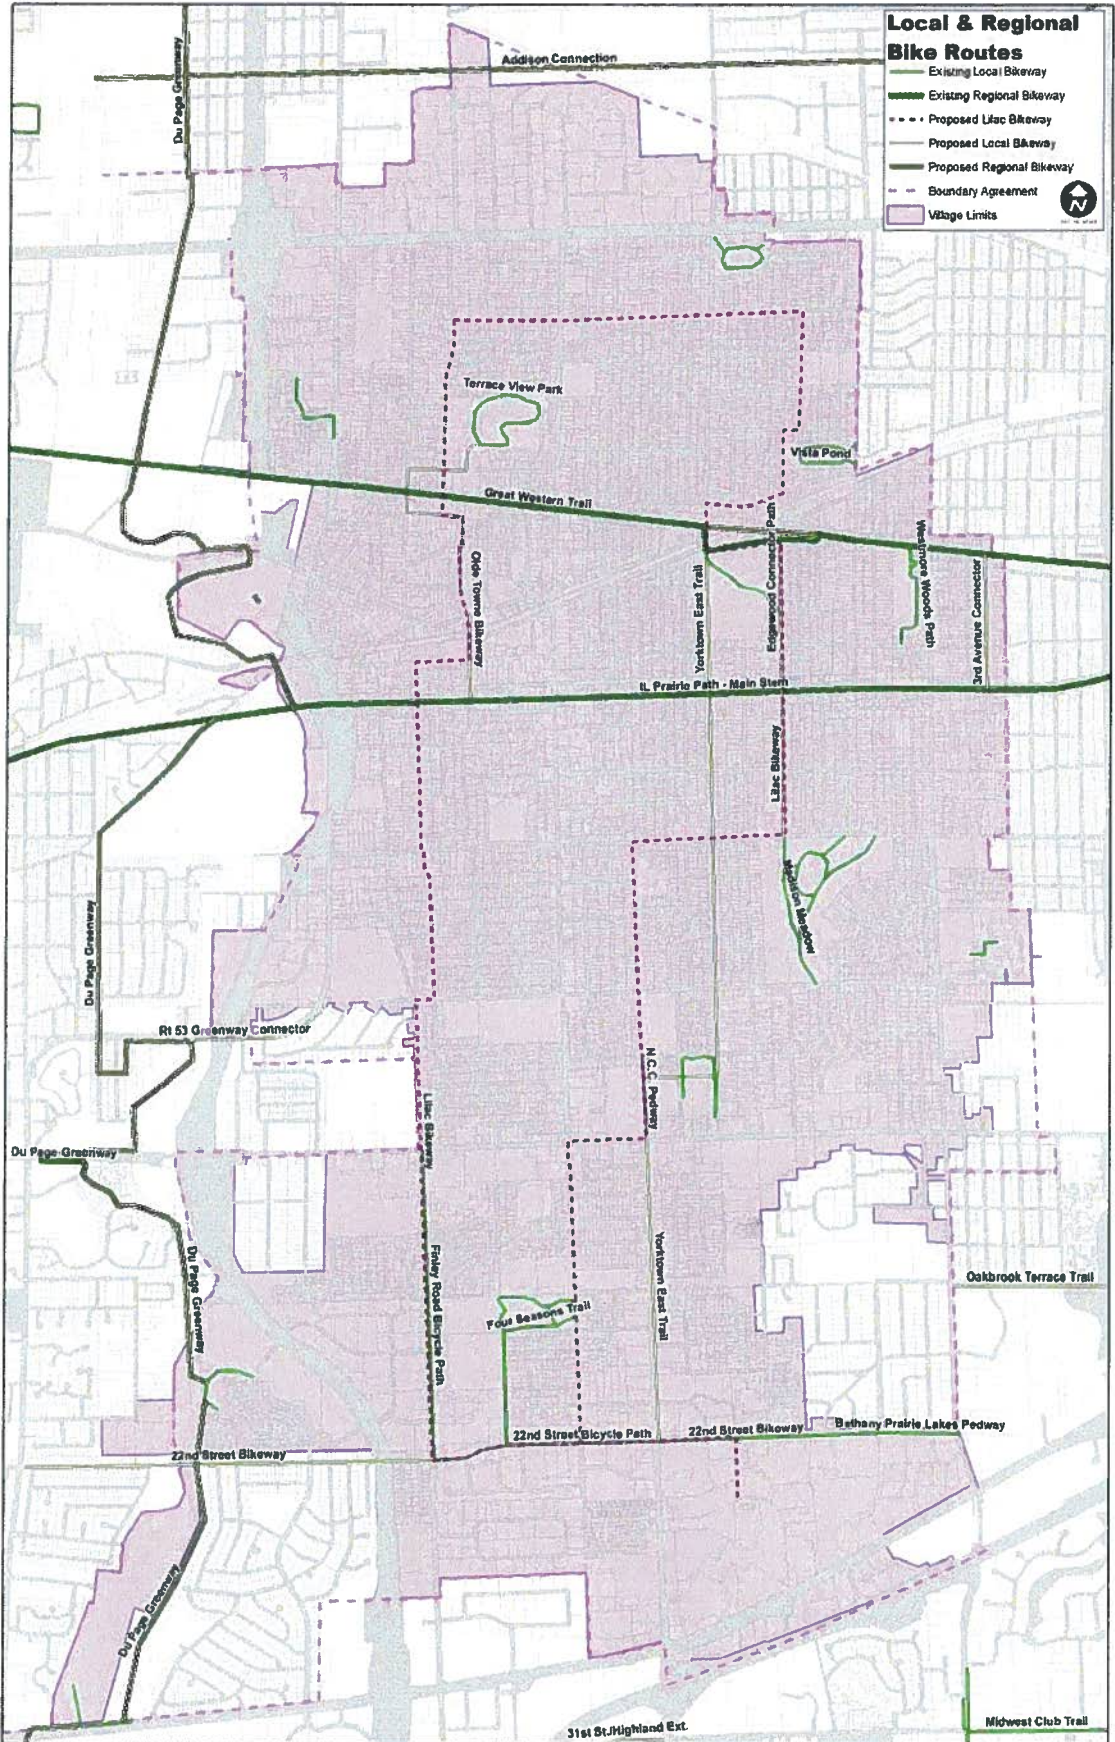 Local & Regional
Bike Routes
Existing Local Bikeway
Existing Regional Bikeway
Proposed Lilac Bikeway
Proposed Local Bikeway
Proposed Regional Bikeway
Boundary Agreement
Village Limits
N
Addison Connection
Du Page Greenway
Terrace View Park
Vista Pond
Great Western Trail
Olde Towne Bikeway
Yorktown East Trail
Edgewood Connector Path
Westmore Woods Path
3rd Avenue Connector
IL Prairie Path - Main Stem
Lilac Bikeway
Madison Meadow
Du Page Greenway
Rt 53 Greenway Connector
N.C.C. Pedway
Lilac Bikeway
Du Page Greenway
Du Page Greenway
Finley Road Bicycle Path
Yorktown East Trail
Oakbrook Terrace Trail
Four Seasons Trail
22nd Street Bicycle Path
22nd Street Bikeway
Bethany Prairie Lakes Pedway
22nd Street Bikeway
Du Page Greenway
31st St./Highland Ext.
Midwest Club Trail